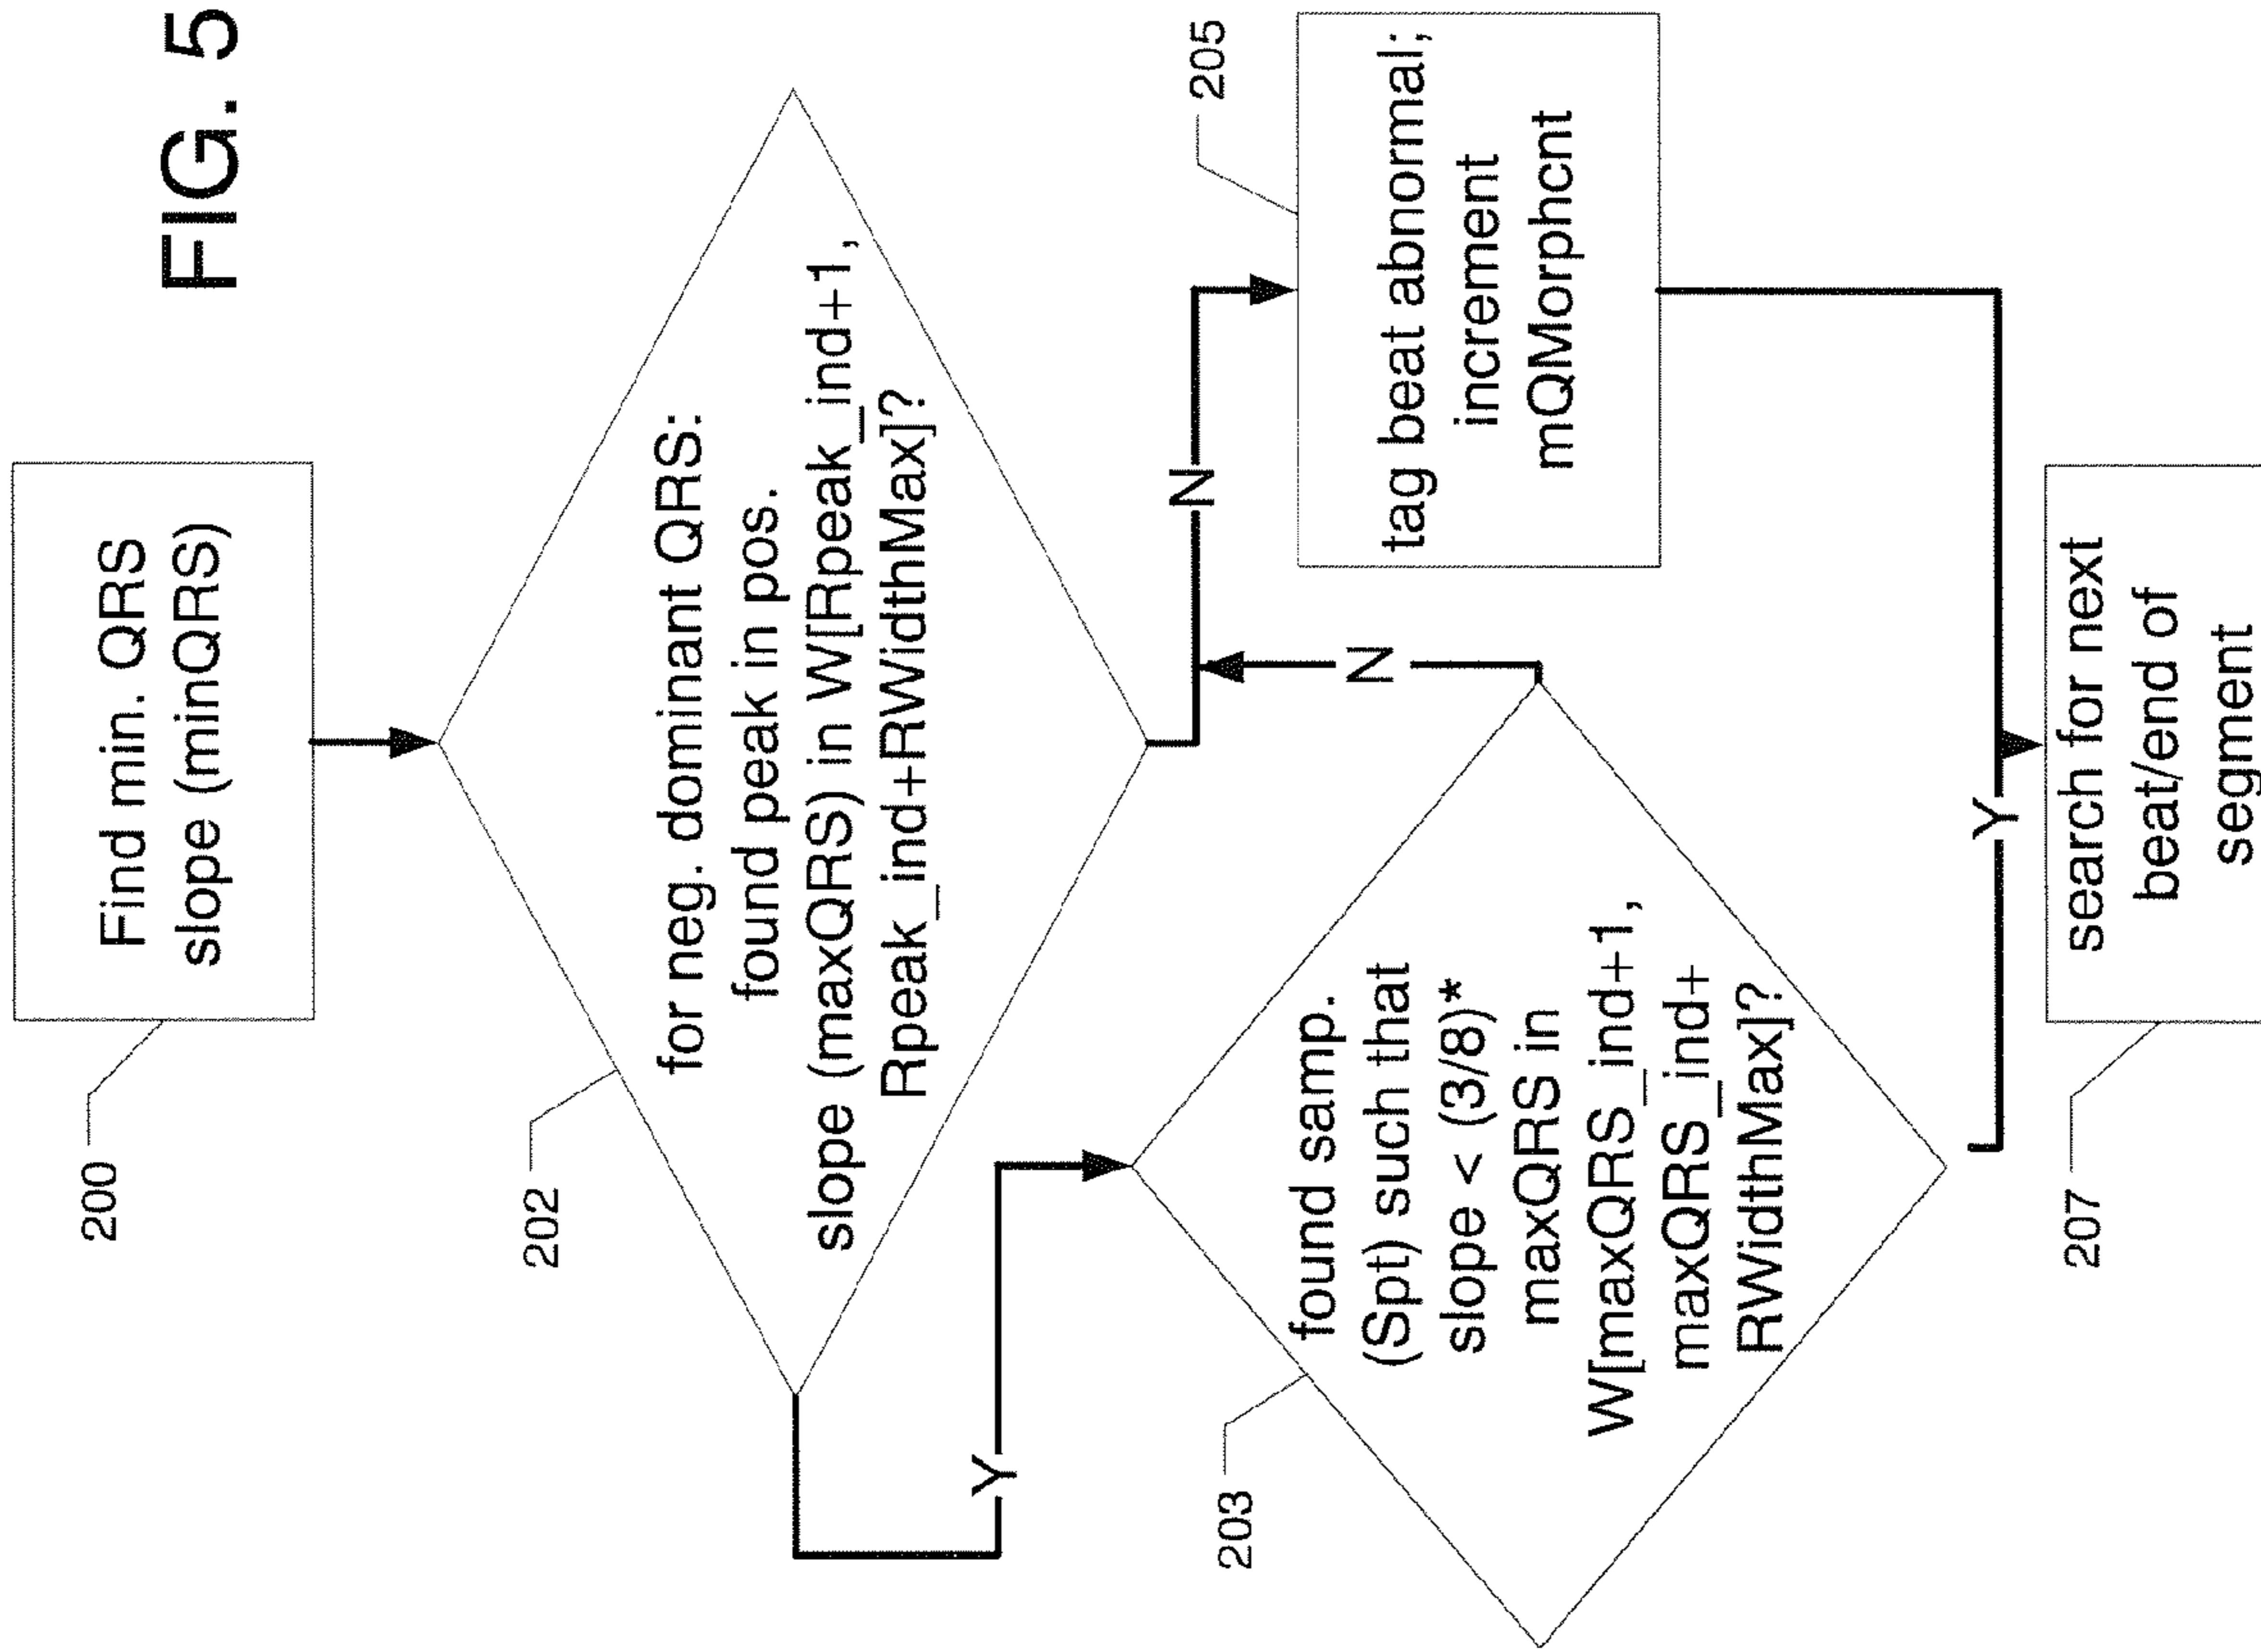 FIG. 5
200
Find min. QRS
slope (minQRS)
202
for neg. dominant QRS:
found peak in pos.
slope (maxQRS) in W[Rpeak_ind+1,
Rpeak_ind+RWidthMax]?
Y
N
203
found samp.
(Spt) such that
slope < (3/8)*
maxQRS in
W[maxQRS_ind+1,
maxQRS_ind+
RWidthMax]?
N
205
tag beat abnormal;
increment
mQMorphcnt
Y
207
search for next
beat/end of
segment